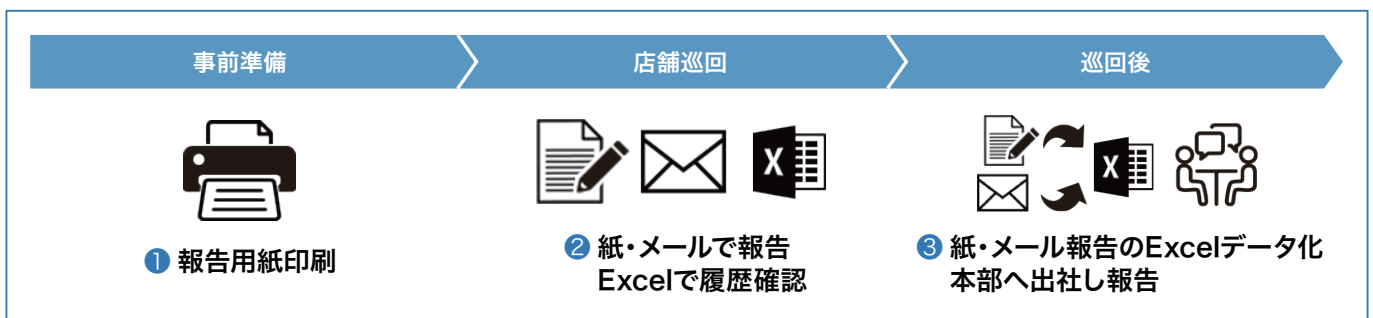 事前準備
店舗巡回
巡回後
X
X
❶ 報告用紙印刷
❷ 紙・メールで報告
Excelで履歴確認
❸ 紙・メール報告のExcelデータ化
本部へ出社し報告